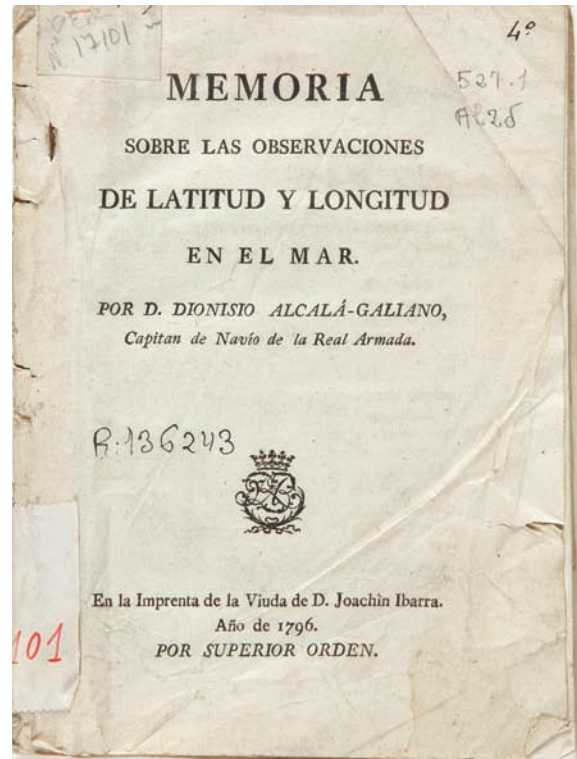 4º
17101
527.1
Al25
MEMORIA
SOBRE LAS OBSERVACIONES
DE LATITUD Y LONGITUD
EN EL MAR.
POR D. DIONISIO ALCALÁ-GALIANO,
Capitan de Navío de la Real Armada.
R:136243
En la Imprenta de la Viuda de D. Joachîn Ibarra.
Año de 1796.
101
POR SUPERIOR ORDEN.